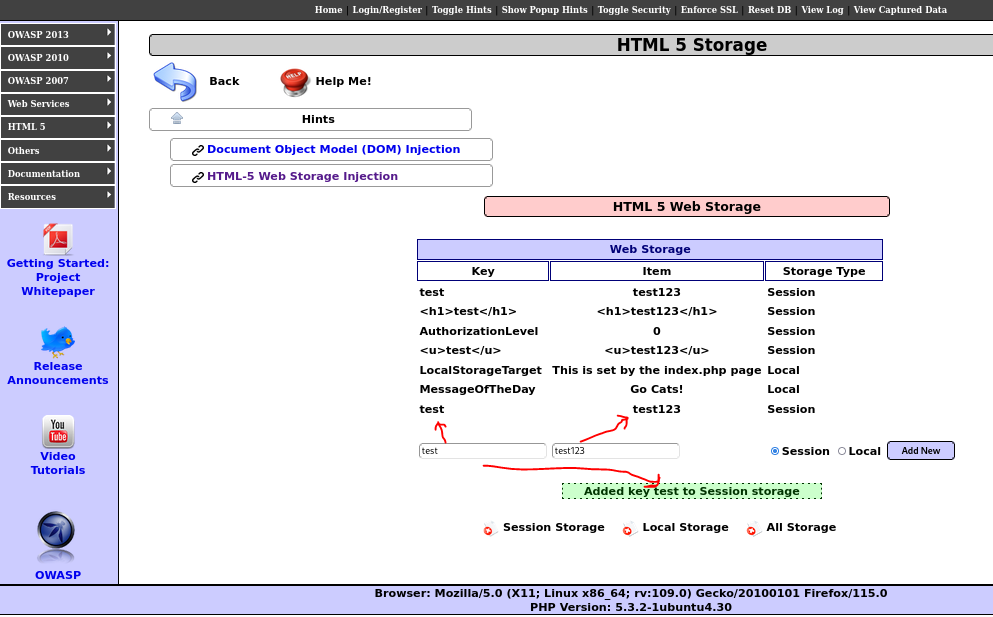 Home | Login/Register | Toggle Hints | Show Popup Hints | Toggle Security | Enforce SSL | Reset DB | View Log | View Captured Data
OWASP 2013
OWASP 2010
OWASP 2007
Web Services
HTML 5
Others
Documentation
Resources
Getting Started:
Project
Whitepaper
Release
Announcements
You
Tube
Video
Tutorials
OWASP
HTML 5 Storage
Back
HELP
Help Me!
Hints
Document Object Model (DOM) Injection
HTML-5 Web Storage Injection
HTML 5 Web Storage
Web Storage
Key Item Storage Type
test test123 Session
<h1>test</h1> <h1>test123</h1> Session
AuthorizationLevel 0 Session
<u>test</u> <u>test123</u> Session
LocalStorageTarget This is set by the index.php page Local
MessageOfTheDay Go Cats! Local
test test123 Session
test test123 Session Local Add New
Added key test to Session storage
Session Storage Local Storage All Storage
Browser: Mozilla/5.0 (X11; Linux x86_64; rv:109.0) Gecko/20100101 Firefox/115.0
PHP Version: 5.3.2-1ubuntu4.30